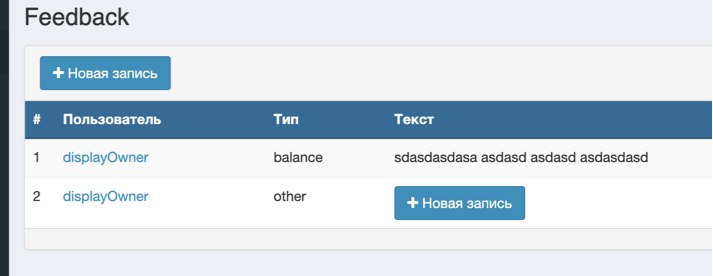 Feedback
+ Новая запись
# Пользователь Тип Текст
1 displayOwner balance sdasdasdasa asdasd asdasd asdasdasd
2 displayOwner other + Новая запись